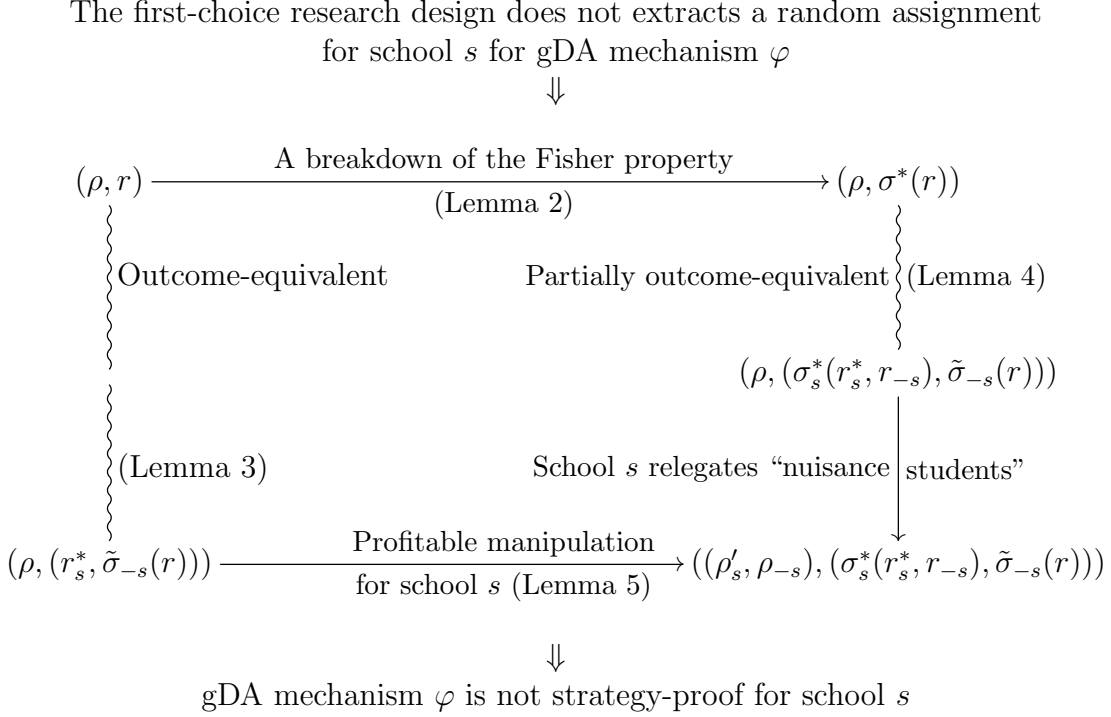 The first-choice research design does not extracts a random assignment
for school s for gDA mechanism φ
⇓
A breakdown of the Fisher property
(ρ, r) (ρ, σ*(r))
(Lemma 2)
Outcome-equivalent Partially outcome-equivalent (Lemma 4)
(ρ, (σ*_s(r*_s, r_{−s}), σ̃_{−s}(r)))
(Lemma 3) School s relegates “nuisance students”
Profitable manipulation
(ρ, (r*_s, σ̃_{−s}(r))) ((ρ′_s, ρ_{−s}), (σ*_s(r*_s, r_{−s}), σ̃_{−s}(r)))
for school s (Lemma 5)
⇓
gDA mechanism φ is not strategy-proof for school s